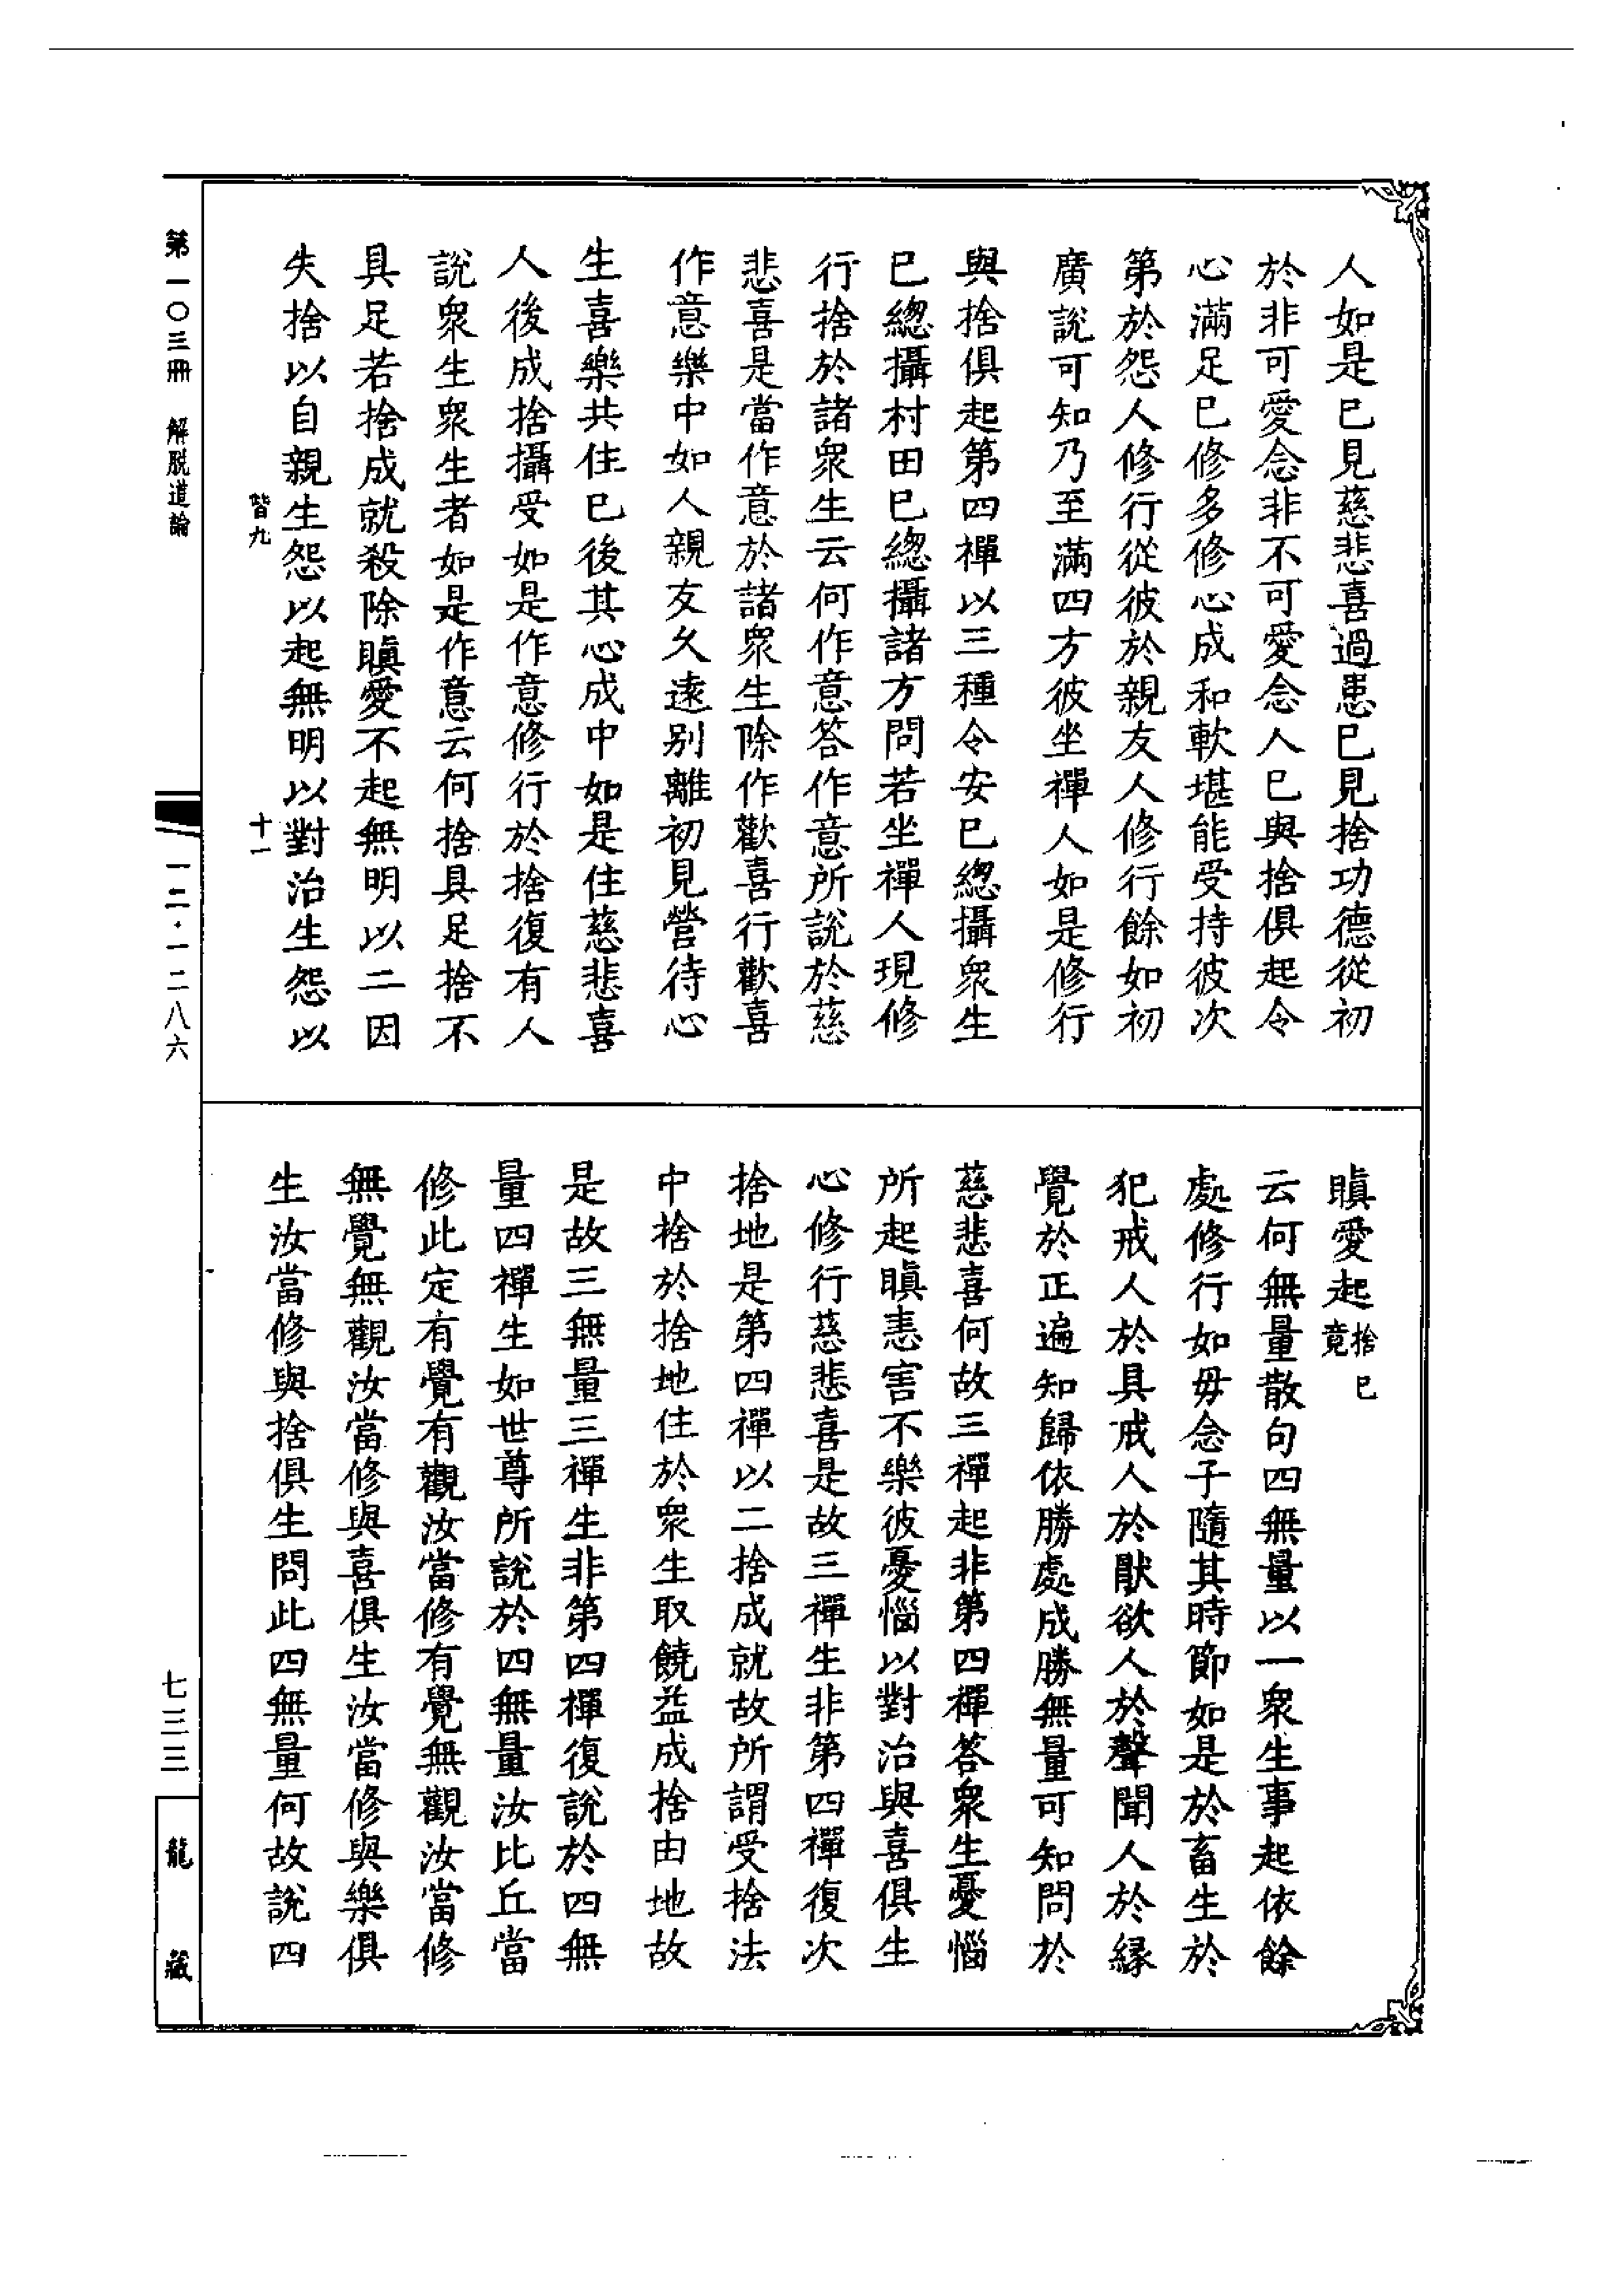 人如是已見慈悲喜過患已見捨功德從初
於非可愛念非不可愛念人已與捨俱起令
心滿足已修多修心成和軟堪能受持彼次
第於怨人修行從彼於親友人修行餘如初
廣說可知乃至滿四方彼坐禪人如是修行
與捨俱起第四禪以三種令安已總攝眾生
已總攝村田已總攝諸方問若坐禪人現修
行捨於諸眾生云何作意答作意所說於慈
悲喜是當作意於諸眾生除作歡喜行歡喜
作意樂中如人親友久遠別離初見營待心
生喜樂共住已後其心成中如是住慈悲喜
人後成捨攝受如是作意修行於捨復有人
說眾生眾生者如是作意云何捨具足捨不
具足若捨成就殺除瞋愛不起無明以二因
失捨以自親生怨以起無明以對治生怨以
皆九 十一
瞋愛起捨已竟
云何無量散句四無量以一眾生事起依餘
處修行如毋念子隨其時節如是於畜生於
犯戒人於具戒人於猒欲人於聲聞人於緣
覺於正遍知歸依勝處成勝無量可知問於
慈悲喜何故三禪起非第四禪答眾生憂惱
所起瞋恚害不樂彼憂惱以對治與喜俱生
心修行慈悲喜是故三禪生非第四禪復次
捨地是第四禪以二捨成就故所謂受捨法
中捨於捨地住於眾生取饒益成捨由地故
是故三無量三禪生非第四禪復說於四無
量四禪生如世尊所說於四無量汝比丘當
修此定有覺有觀汝當修有覺無觀汝當修
無覺無觀汝當修與喜俱生汝當修與樂俱
生汝當修與捨俱生問此四無量何故說四
第一〇三冊 解脫道論
一二·一二八六
七三三
龍藏